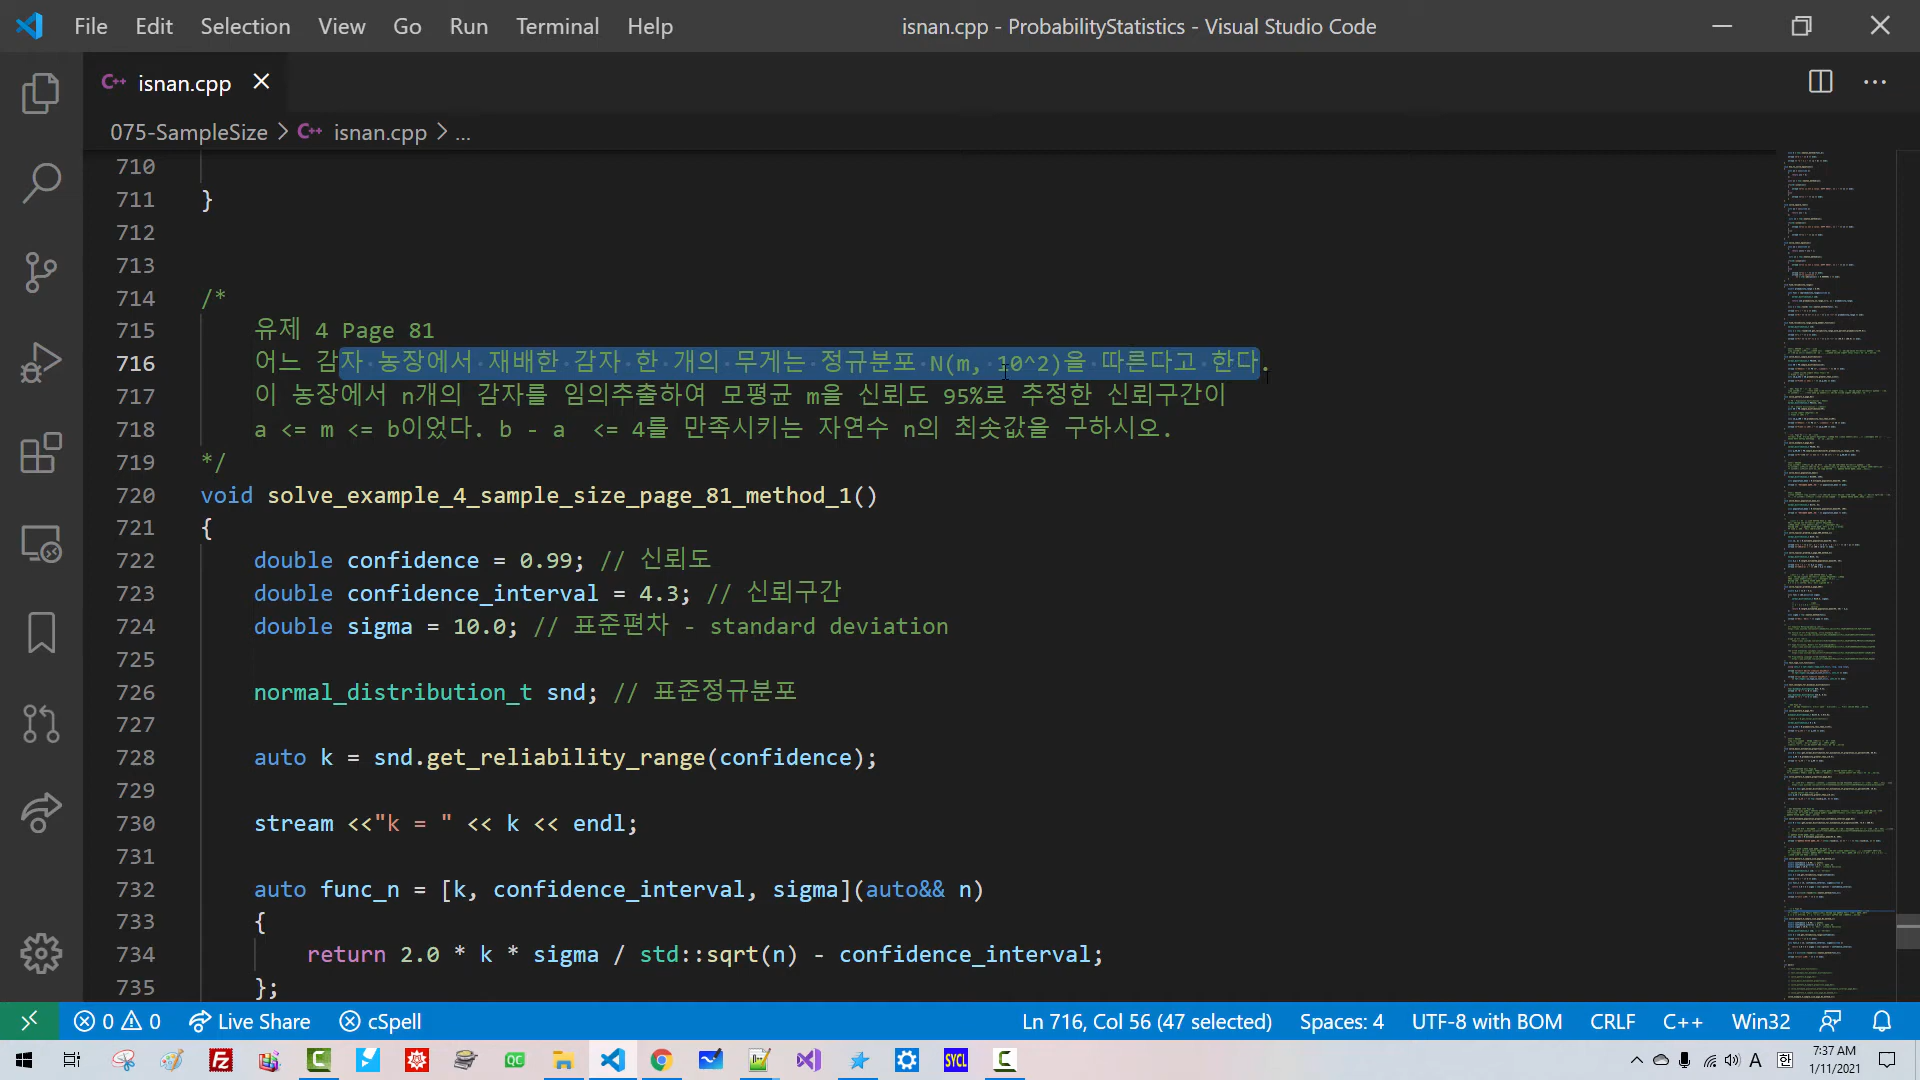 File Edit Selection View Go Run Terminal Help
isnan.cpp - ProbabilityStatistics - Visual Studio Code
isnan.cpp
075-SampleSize > isnan.cpp > ...
710
711 }
712
713
714 /*
715 유제 4 Page 81
716 어느 감자·농장에서·재배한·감자·한·개의·무게는·정규분포·N(m,·10^2)을·따른다고·한다.
717 이 농장에서 n개의 감자를 임의추출하여 모평균 m을 신뢰도 95%로 추정한 신뢰구간이
718 a <= m <= b이었다. b - a  <= 4를 만족시키는 자연수 n의 최솟값을 구하시오.
719 */
720 void solve_example_4_sample_size_page_81_method_1()
721 {
722 double confidence = 0.99; // 신뢰도
723 double confidence_interval = 4.3; // 신뢰구간
724 double sigma = 10.0; // 표준편차 - standard deviation
725
726 normal_distribution_t snd; // 표준정규분포
727
728 auto k = snd.get_reliability_range(confidence);
729
730 stream <<"k = " << k << endl;
731
732 auto func_n = [k, confidence_interval, sigma](auto&& n)
733 {
734 return 2.0 * k * sigma / std::sqrt(n) - confidence_interval;
735 };
0 0 Live Share cSpell
Ln 716, Col 56 (47 selected) Spaces: 4 UTF-8 with BOM CRLF C++ Win32
QC SYCL A 한
7:37 AM
1/11/2021